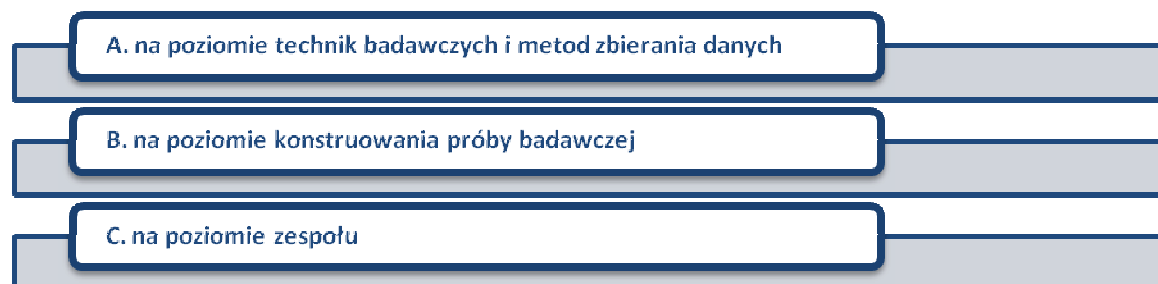 A. na poziomie technik badawczych i metod zbierania danych
B. na poziomie konstruowania próby badawczej
C. na poziomie zespołu